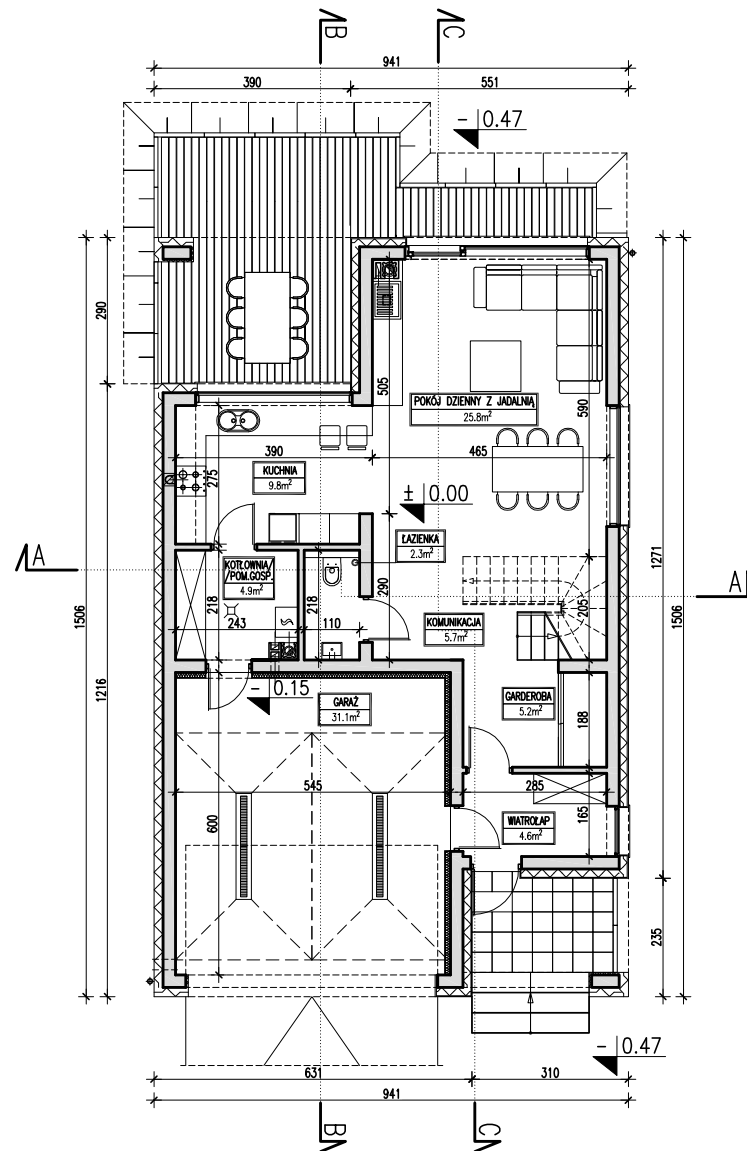 B
C
941
390
551
- 0.47
290
505
POKÓJ DZIENNY Z JADALNIĄ
25.8m²
590
390
465
KUCHNIA
9.8m²
275
± 0.00
A
ŁAZIENKA
2.3m²
KOTŁOWNIA/
/POM.GOSP.
4.9m²
218
218
290
205
A
1271
1506
1506
243
110
KOMUNIKACJA
5.7m²
- 0.15
GARAŻ
31.1m²
GARDEROBA
5.2m²
188
1216
545
285
165
600
WIATROŁAP
4.6m²
235
- 0.47
631
310
941
B
C